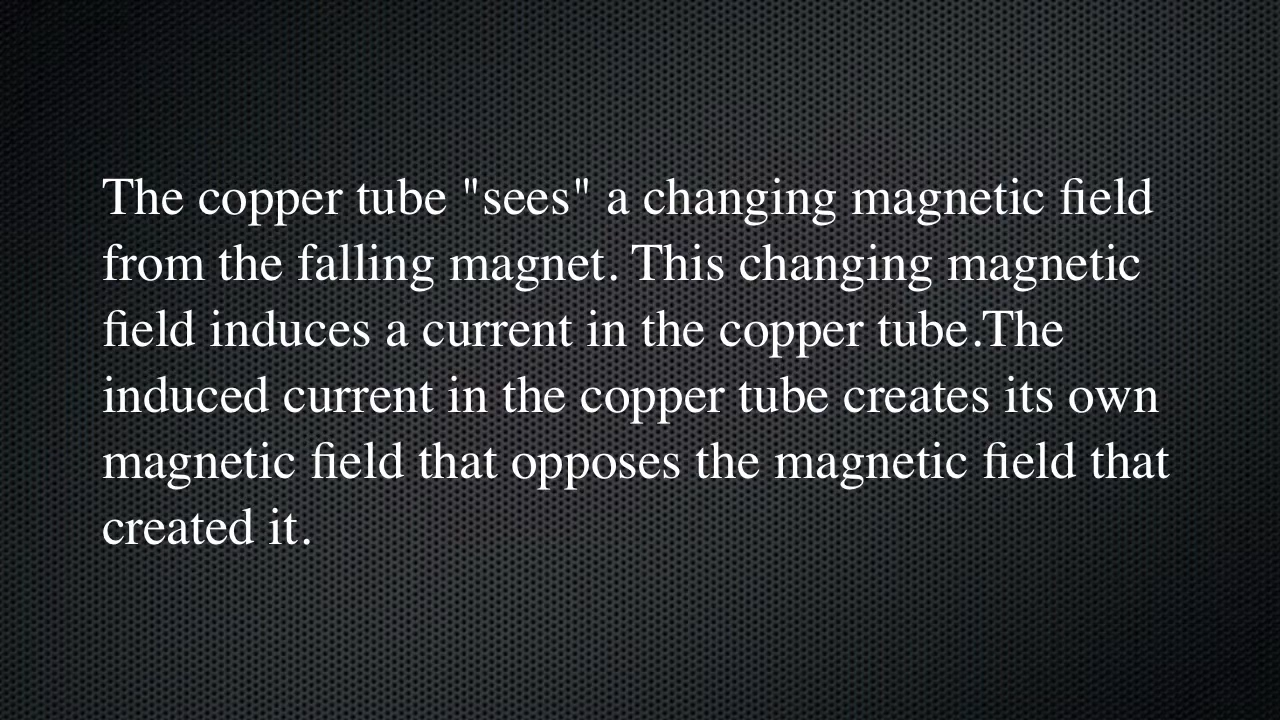 The copper tube "sees" a changing magnetic field
from the falling magnet. This changing magnetic
field induces a current in the copper tube.The
induced current in the copper tube creates its own
magnetic field that opposes the magnetic field that
created it.